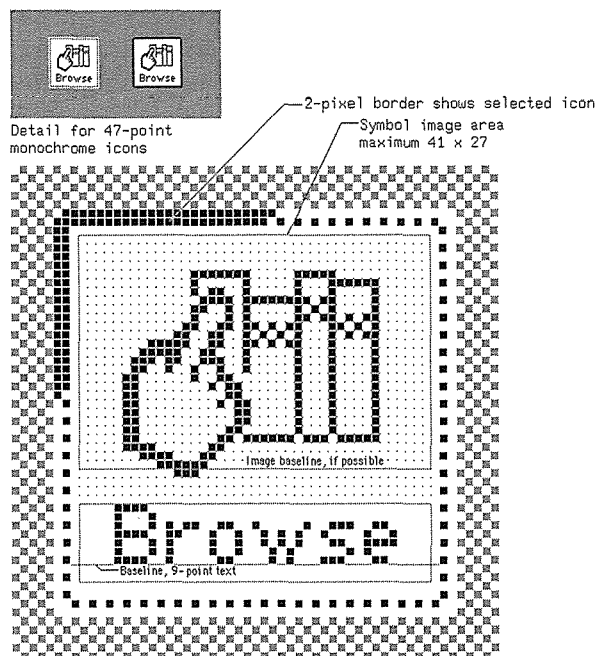 Browse
Browse
2-pixel border shows selected icon
Detail for 47-point
monochrome icons
Symbol image area
maximum 41 x 27
Image baseline, if possible
Browse
Baseline, 9-point text